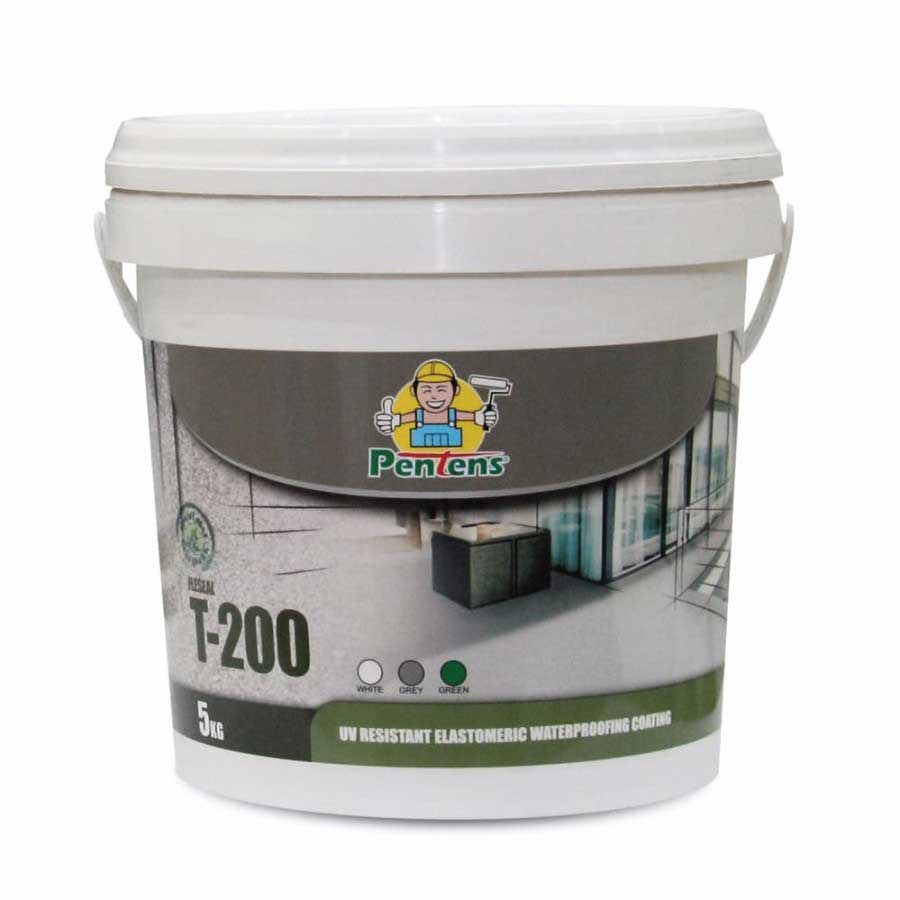 PenTens®
FLESEAL
T-200
WHITE GREY GREEN
5KG
UV RESISTANT ELASTOMERIC WATERPROOFING COATING